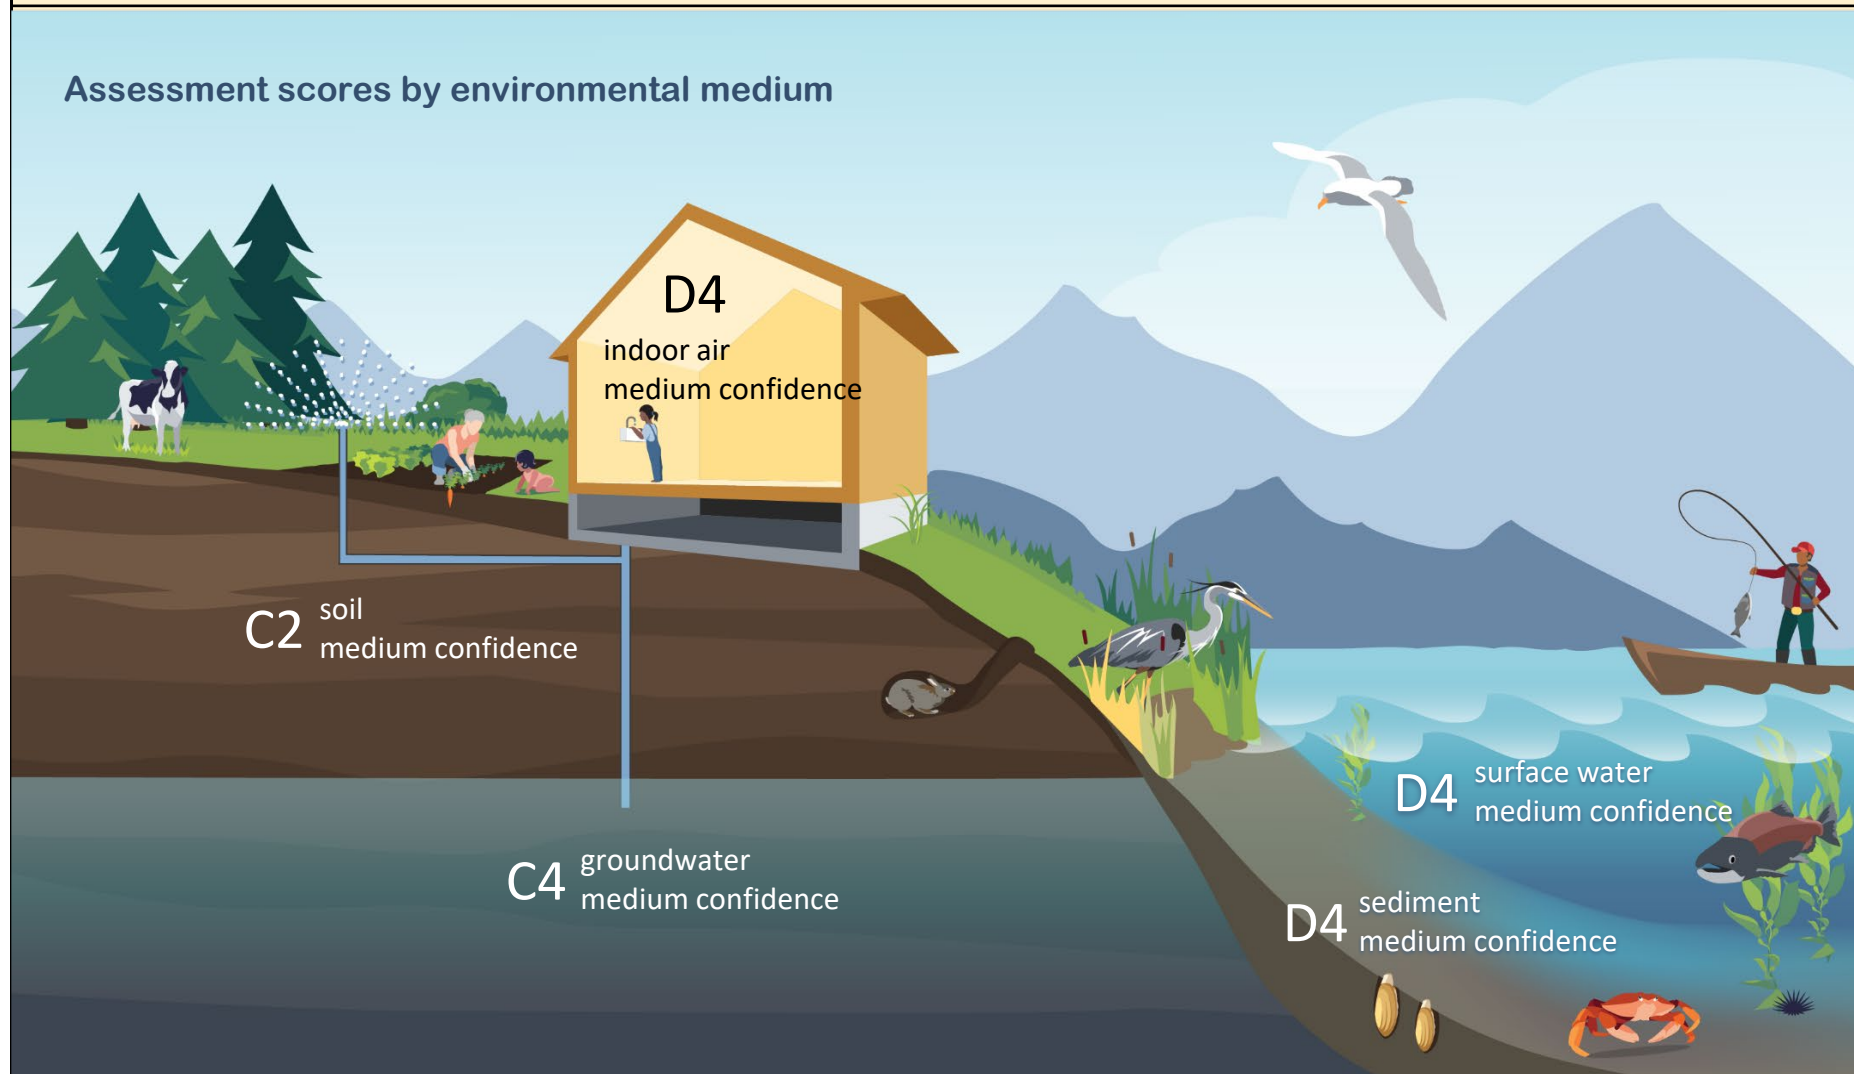 Assessment scores by environmental medium
D4
indoor air
medium confidence
C2
soil
medium confidence
C4
groundwater
medium confidence
D4
surface water
medium confidence
D4
sediment
medium confidence